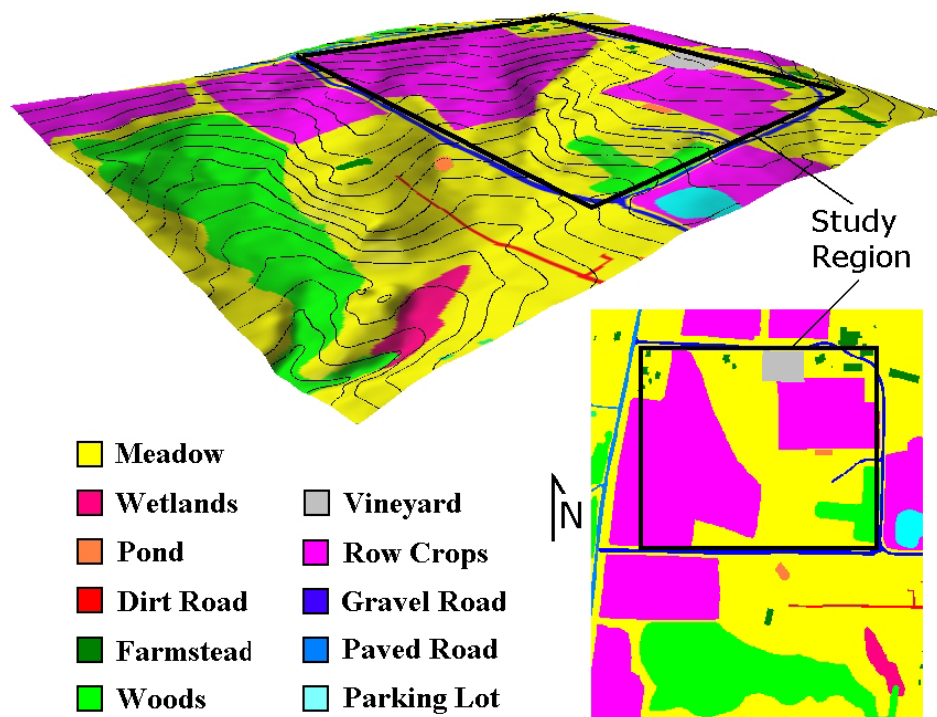 Study
Region
N
Meadow
Wetlands
Pond
Dirt Road
Farmstead
Woods
Vineyard
Row Crops
Gravel Road
Paved Road
Parking Lot